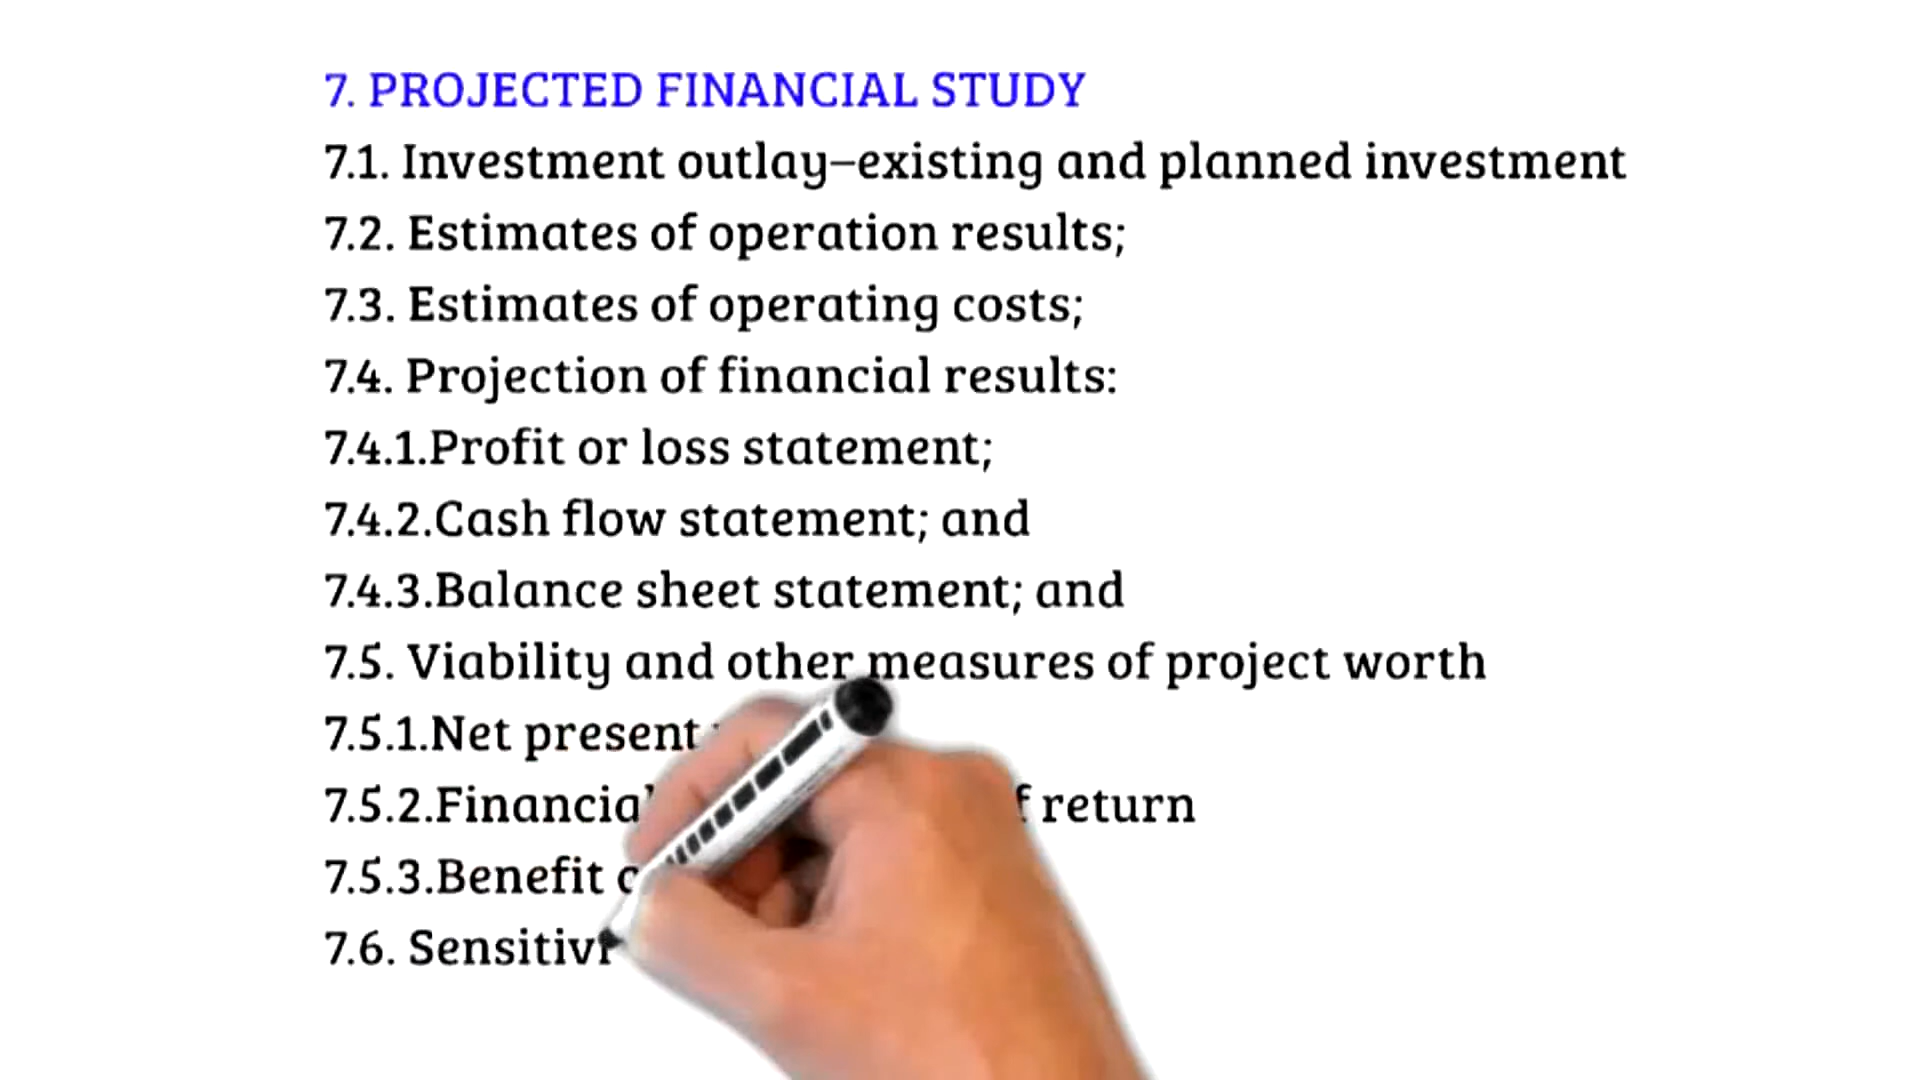 7. PROJECTED FINANCIAL STUDY
7.1. Investment outlay–existing and planned investment
7.2. Estimates of operation results;
7.3. Estimates of operating costs;
7.4. Projection of financial results:
7.4.1.Profit or loss statement;
7.4.2.Cash flow statement; and
7.4.3.Balance sheet statement; and
7.5. Viability and other measures of project worth
7.5.1.Net present
7.5.2.Financial return
7.5.3.Benefit
7.6.